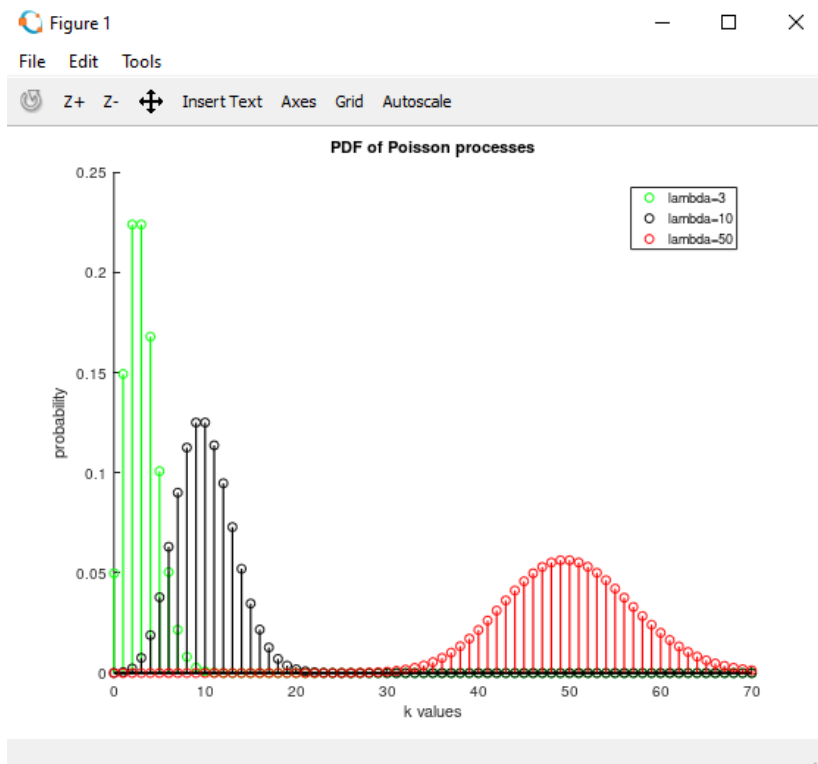 Figure 1
File Edit Tools
Z+ Z- Insert Text Axes Grid Autoscale
PDF of Poisson processes
lambda=3
lambda=10
lambda=50
probability
0.25
0.2
0.15
0.1
0.05
0
0 10 20 30 40 50 60 70
k values